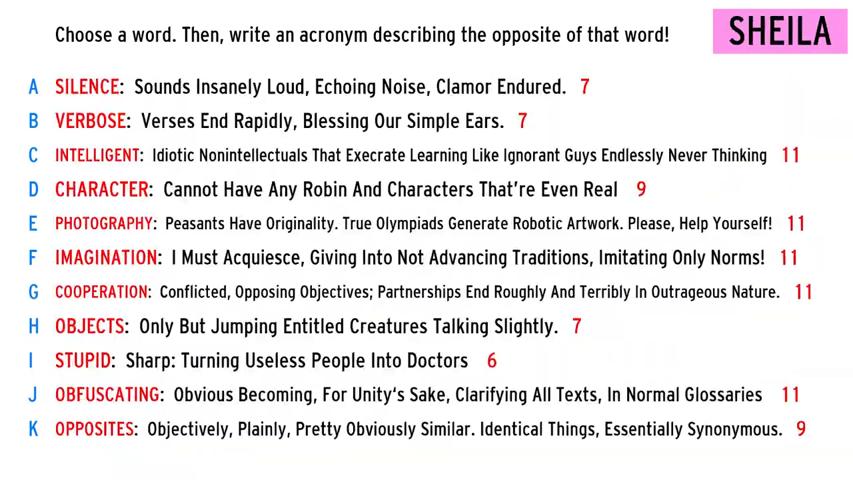 Choose a word. Then, write an acronym describing the opposite of that word!
SHEILA
A SILENCE: Sounds Insanely Loud, Echoing Noise, Clamor Endured. 7
B VERBOSE: Verses End Rapidly, Blessing Our Simple Ears. 7
C INTELLIGENT: Idiotic Nonintellectuals That Execrate Learning Like Ignorant Guys Endlessly Never Thinking 11
D CHARACTER: Cannot Have Any Robin And Characters That're Even Real 9
E PHOTOGRAPHY: Peasants Have Originality. True Olympiads Generate Robotic Artwork. Please, Help Yourself! 11
F IMAGINATION: I Must Acquiesce, Giving Into Not Advancing Traditions, Imitating Only Norms! 11
G COOPERATION: Conflicted, Opposing Objectives; Partnerships End Roughly And Terribly In Outrageous Nature. 11
H OBJECTS: Only But Jumping Entitled Creatures Talking Slightly. 7
I STUPID: Sharp: Turning Useless People Into Doctors 6
J OBFUSCATING: Obvious Becoming, For Unity's Sake, Clarifying All Texts, In Normal Glossaries 11
K OPPOSITES: Objectively, Plainly, Pretty Obviously Similar. Identical Things, Essentially Synonymous. 9